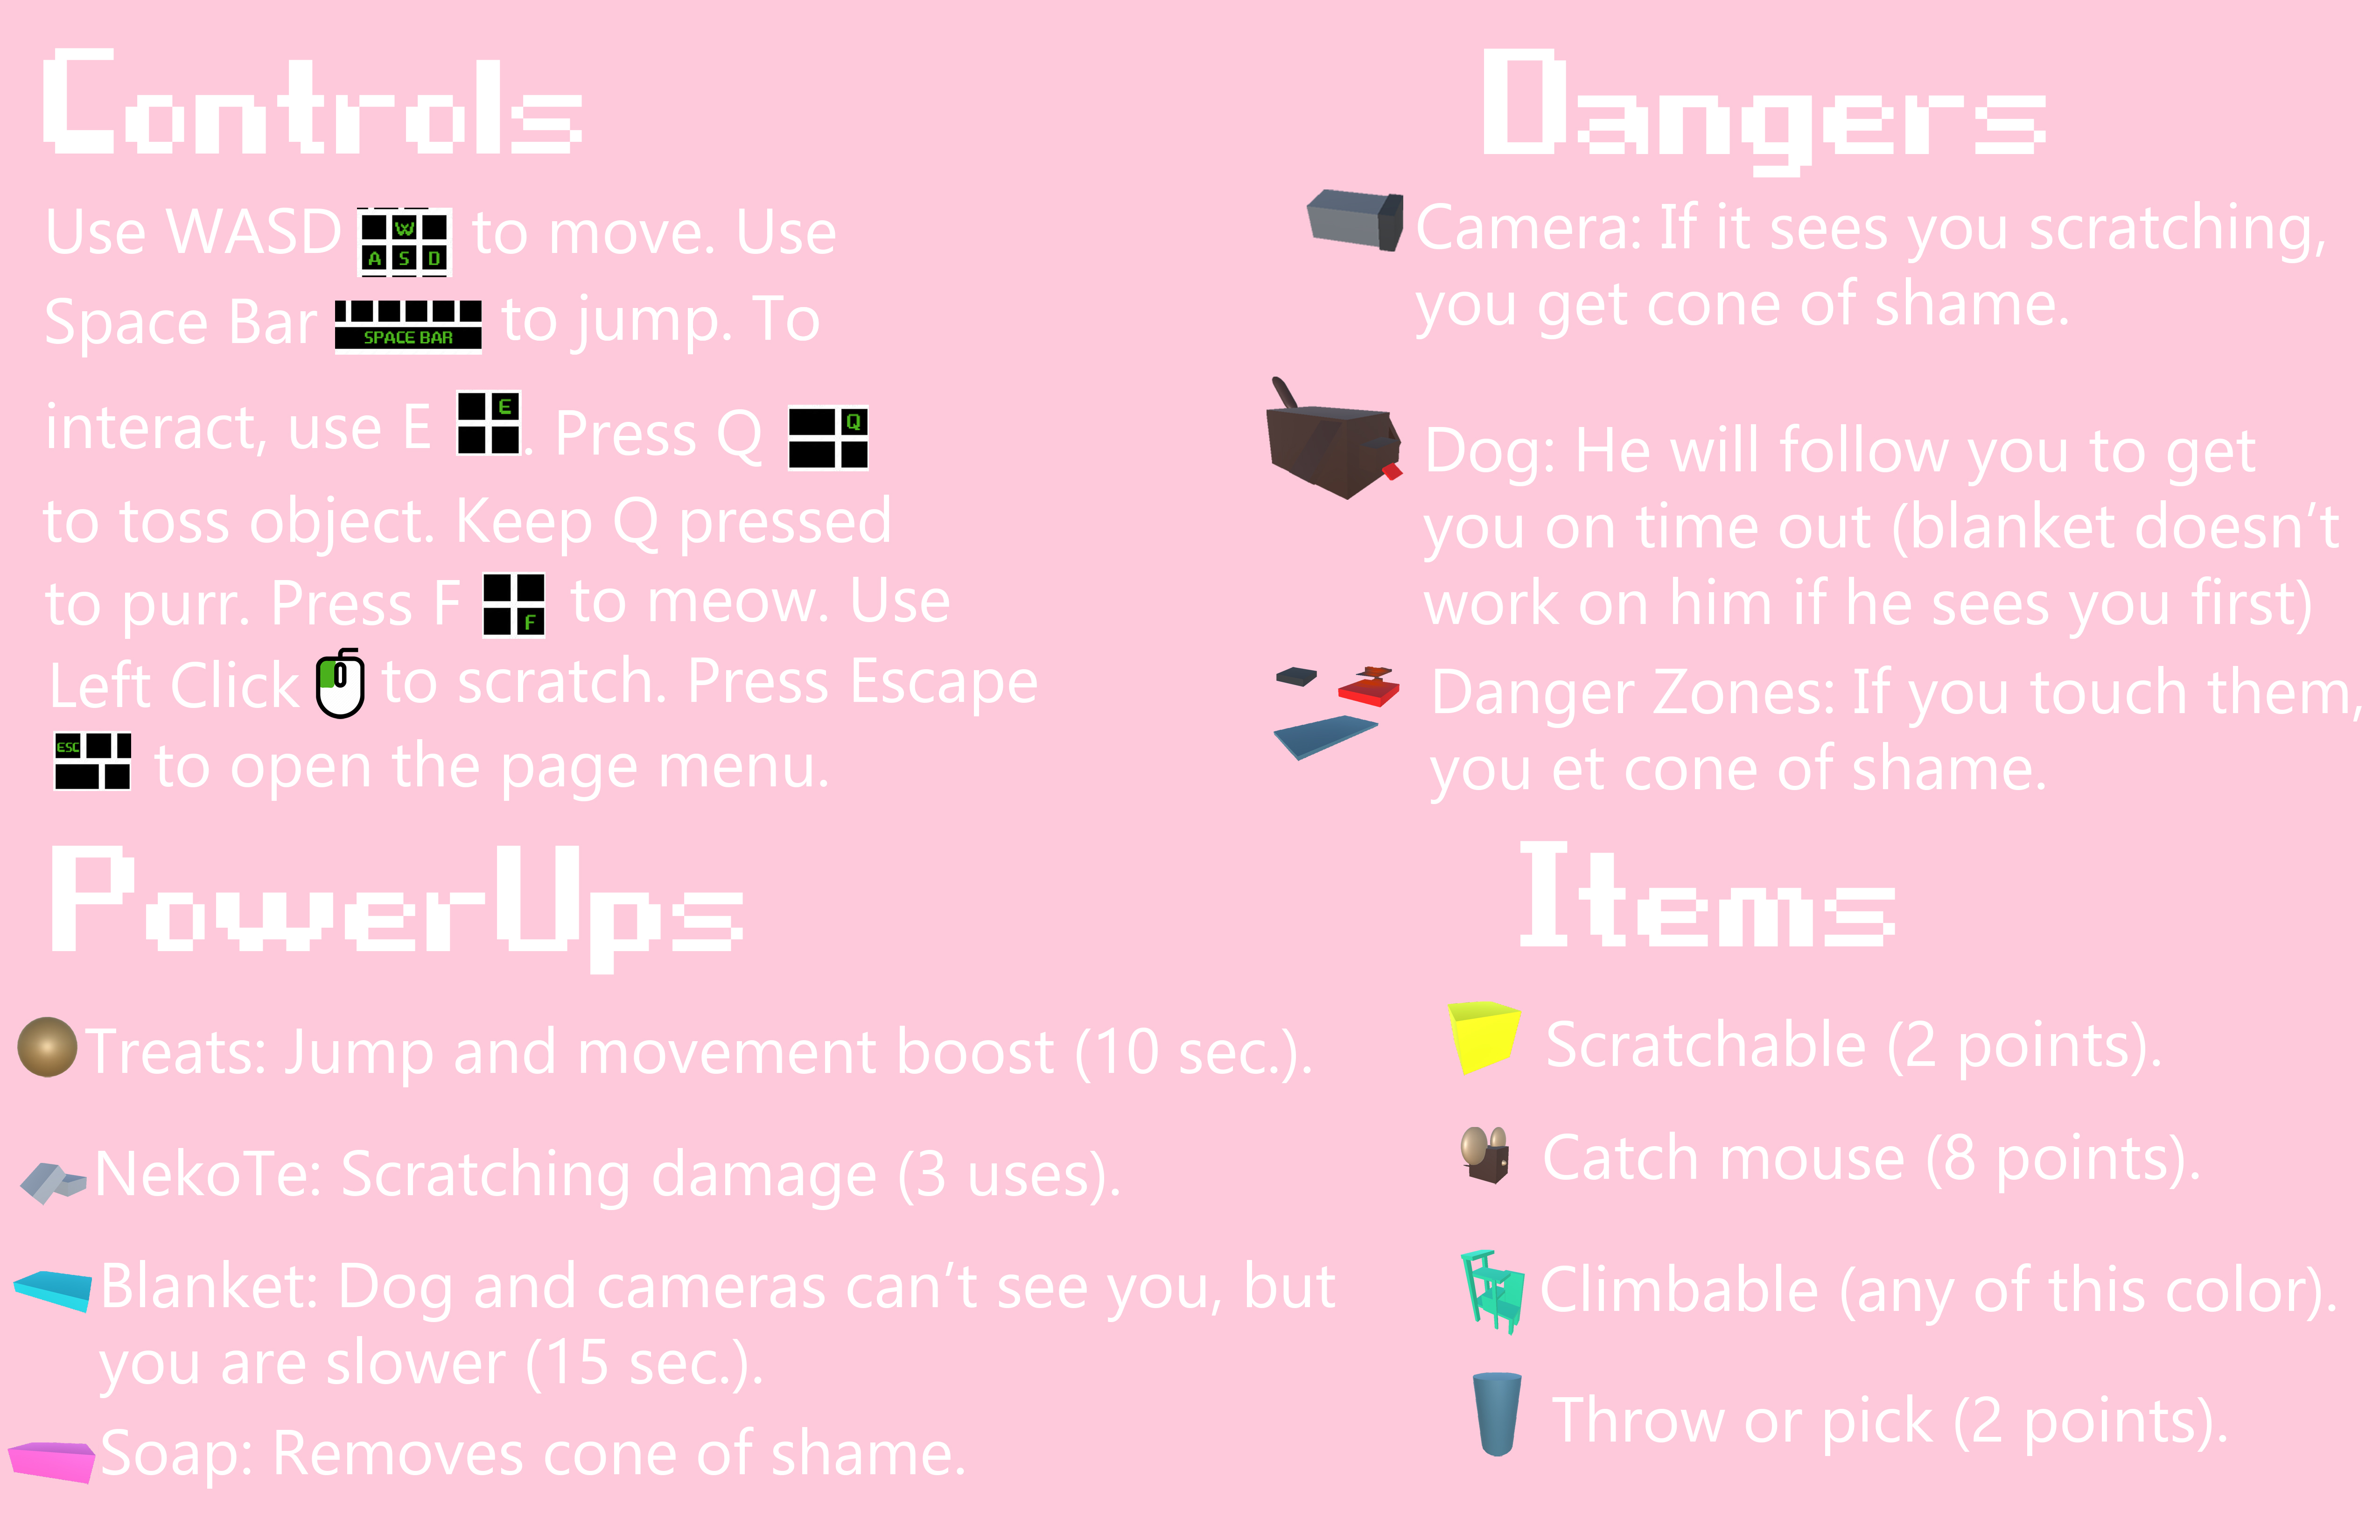 Controls
Use WASD W A S D to move. Use
Space Bar SPACE BAR to jump. To
interact, use E E . Press Q Q
to toss object. Keep Q pressed
to purr. Press F F to meow. Use
Left Click to scratch. Press Escape
ESC to open the page menu.
Dangers
Camera: If it sees you scratching,
you get cone of shame.
Dog: He will follow you to get
you on time out (blanket doesn't
work on him if he sees you first)
Danger Zones: If you touch them,
you et cone of shame.
PowerUps
Treats: Jump and movement boost (10 sec.).
NekoTe: Scratching damage (3 uses).
Blanket: Dog and cameras can't see you, but
you are slower (15 sec.).
Soap: Removes cone of shame.
Items
Scratchable (2 points).
Catch mouse (8 points).
Climbable (any of this color).
Throw or pick (2 points).